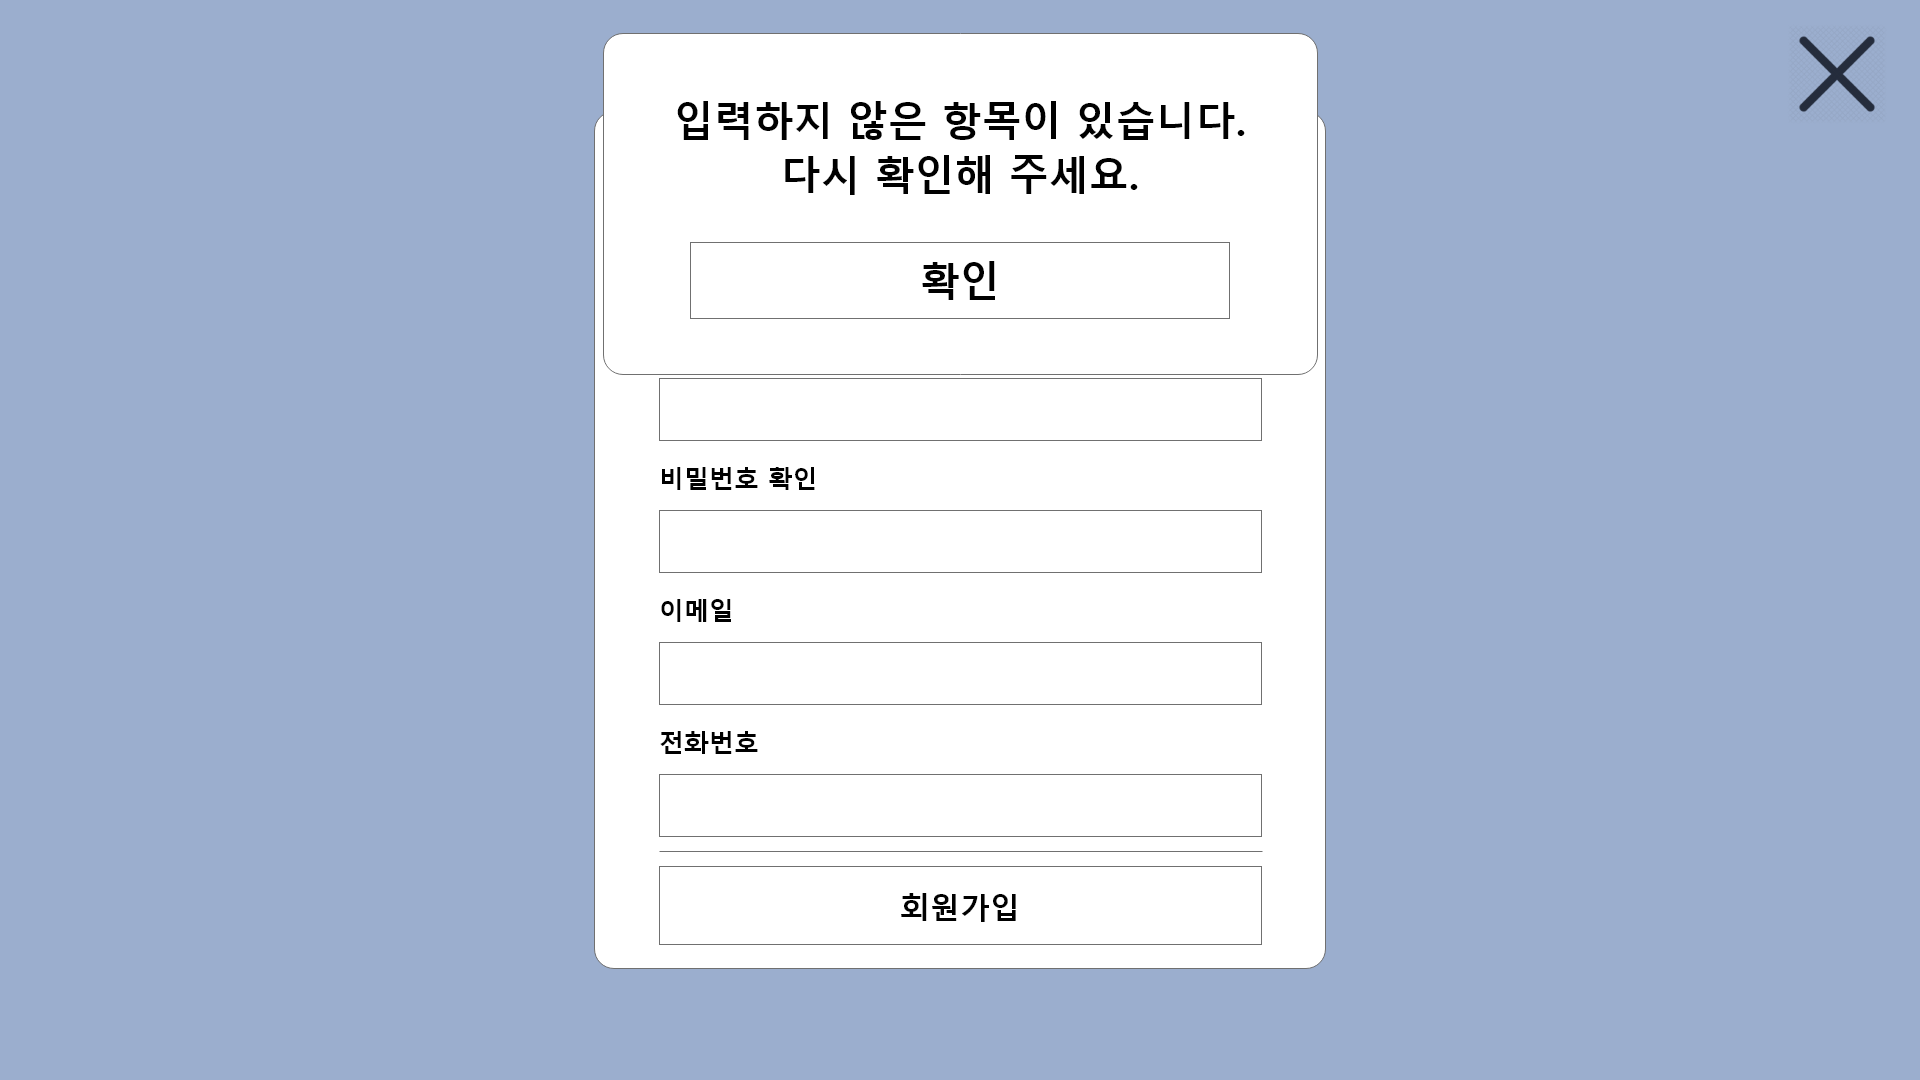 입력하지 않은 항목이 있습니다.
다시 확인해 주세요.
확인
비밀번호 확인
이메일
전화번호
회원가입